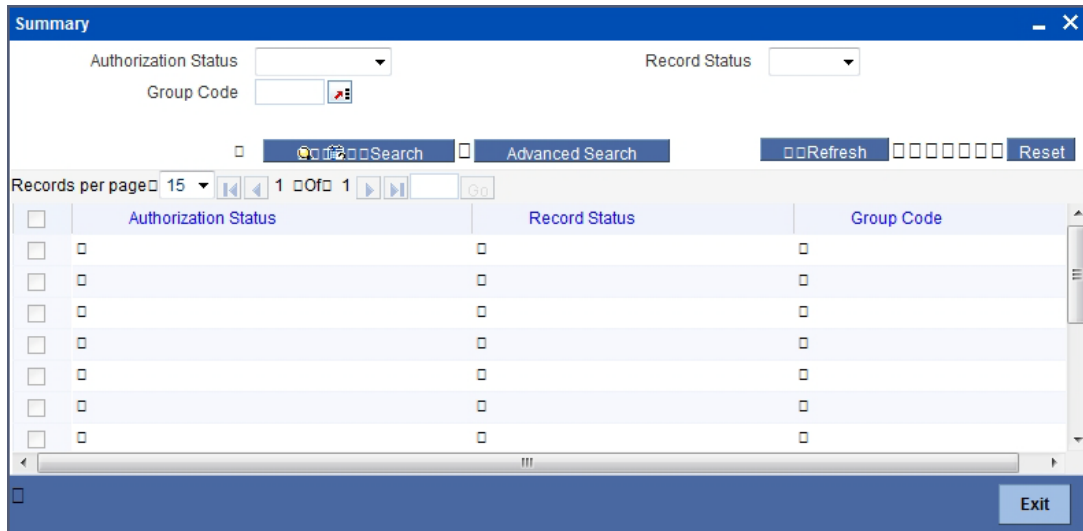 Summary
Authorization Status Record Status
Group Code
Search Advanced Search Refresh Reset
Records per page 15 1 Of 1 Go
Authorization Status Record Status Group Code
Exit